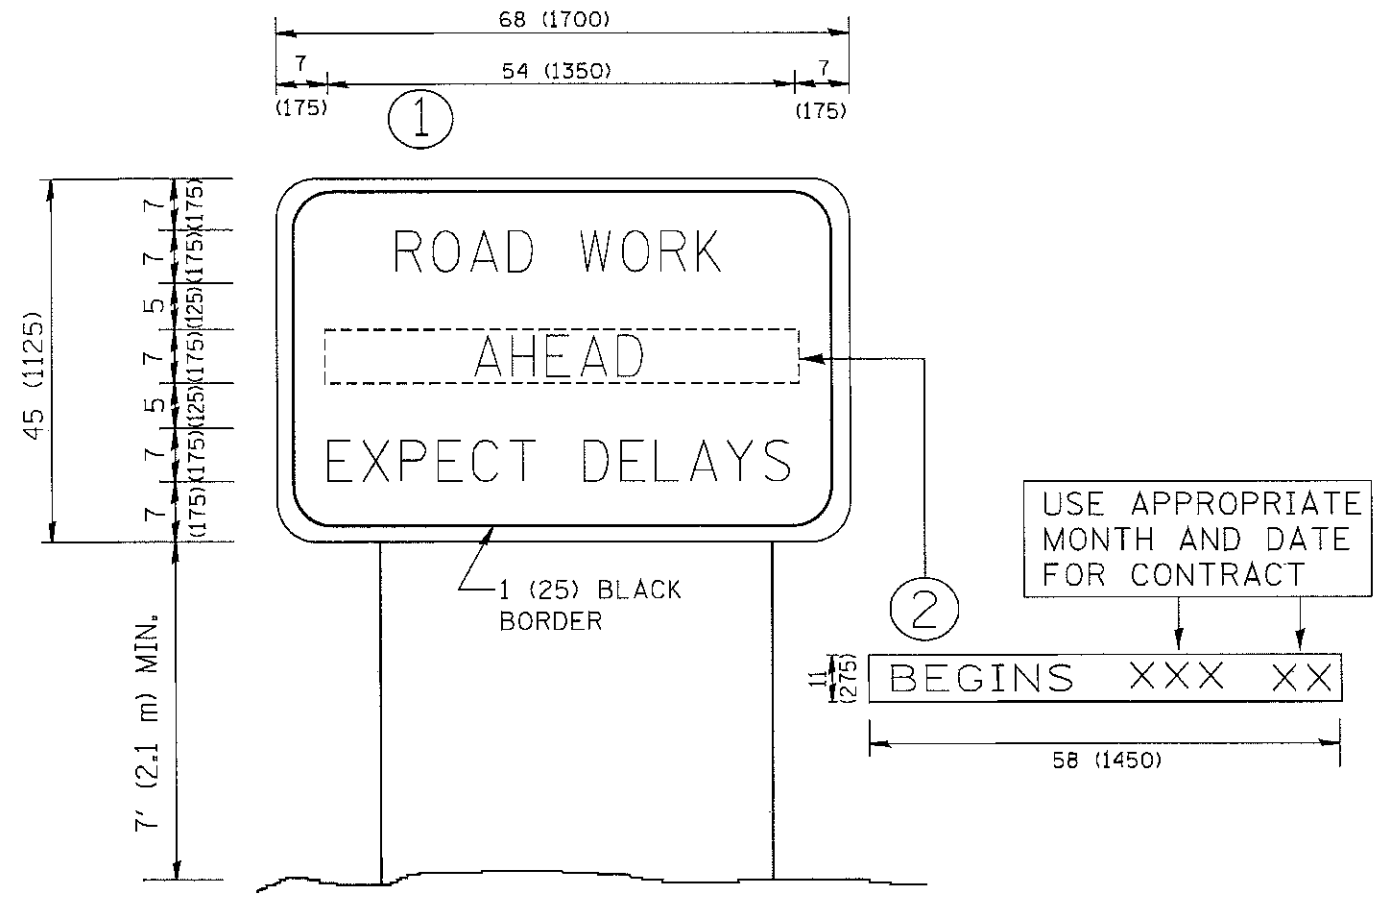 68 (1700)
7
54 (1350)
7
(175)
(175)
1
7
(175)
7
(175)
5
(125)
7
(175)
5
(125)
7
(175)
7
(175)
45 (1125)
ROAD WORK
AHEAD
EXPECT DELAYS
1 (25) BLACK
BORDER
7' (2.1 m) MIN.
2
USE APPROPRIATE
MONTH AND DATE
FOR CONTRACT
11
(275)
BEGINS XXX XX
58 (1450)